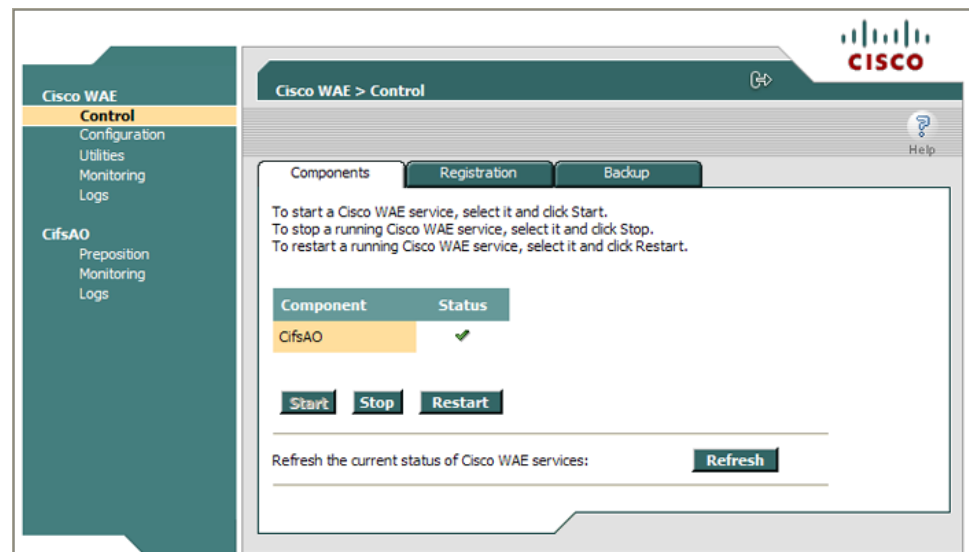 CISCO
Cisco WAE > Control
Help
Cisco WAE
Control
Configuration
Utilities
Monitoring
Logs
CifsAO
Preposition
Monitoring
Logs
Components Registration Backup
To start a Cisco WAE service, select it and click Start.
To stop a running Cisco WAE service, select it and click Stop.
To restart a running Cisco WAE service, select it and click Restart.
Component Status
CifsAO
Start Stop Restart
Refresh the current status of Cisco WAE services: Refresh